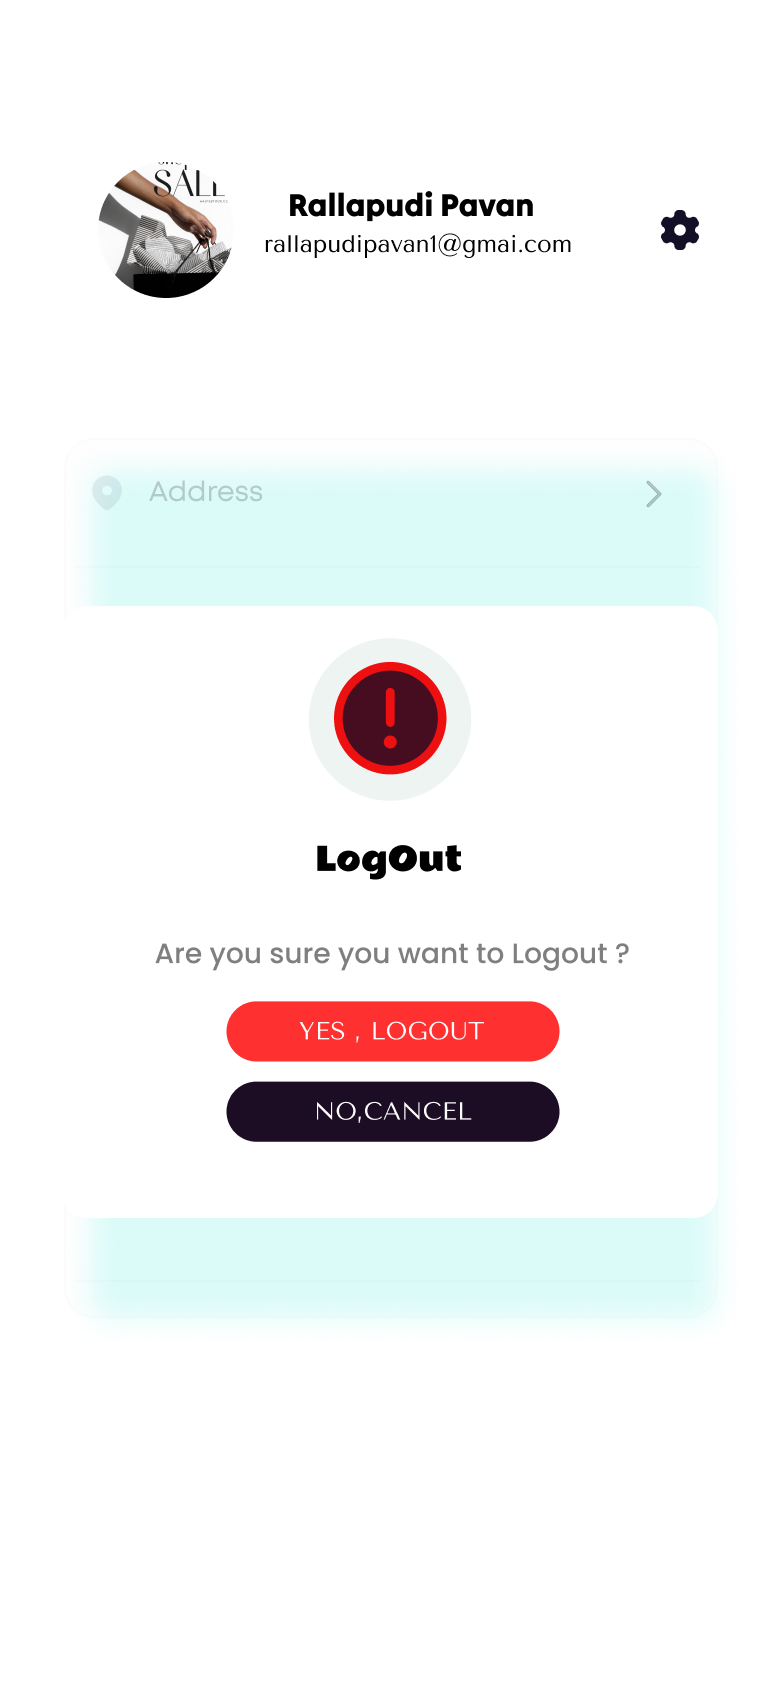 SALE
Rallapudi Pavan
rallapudipavan1@gmai.com
Address
LogOut
Are you sure you want to Logout ?
YES , LOGOUT
NO,CANCEL